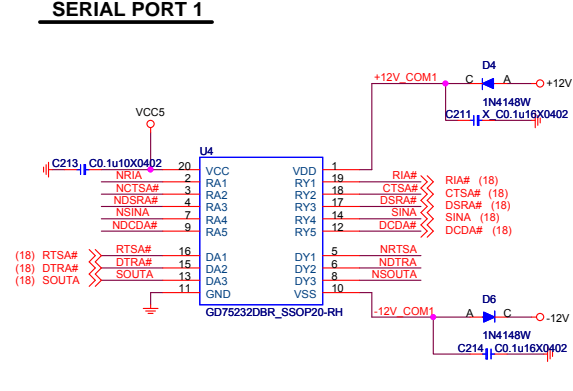 SERIAL PORT 1
D4
+12V_COM1 C A +12V
1N4148W
C211 X_C0.1u16X0402
VCC5
U4
C213 C0.1u10X0402
20 VCC VDD 1
NRIA 2 RA1 RY1 19 RIA# RIA# (18)
NCTSA# 3 RA2 RY2 18 CTSA# CTSA# (18)
NDSRA# 4 RA3 RY3 17 DSRA# DSRA# (18)
NSINA 7 RA4 RY4 14 SINA SINA (18)
NDCDA# 9 RA5 RY5 12 DCDA# DCDA# (18)
(18) RTSA# RTSA# 16 DA1 DY1 5 NRTSA
(18) DTRA# DTRA# 15 DA2 DY2 6 NDTRA
(18) SOUTA SOUTA 13 DA3 DY3 8 NSOUTA
11 GND VSS 10
GD75232DBR_SSOP20-RH
D6
-12V_COM1 A C -12V
1N4148W
C214 C0.1u16X0402